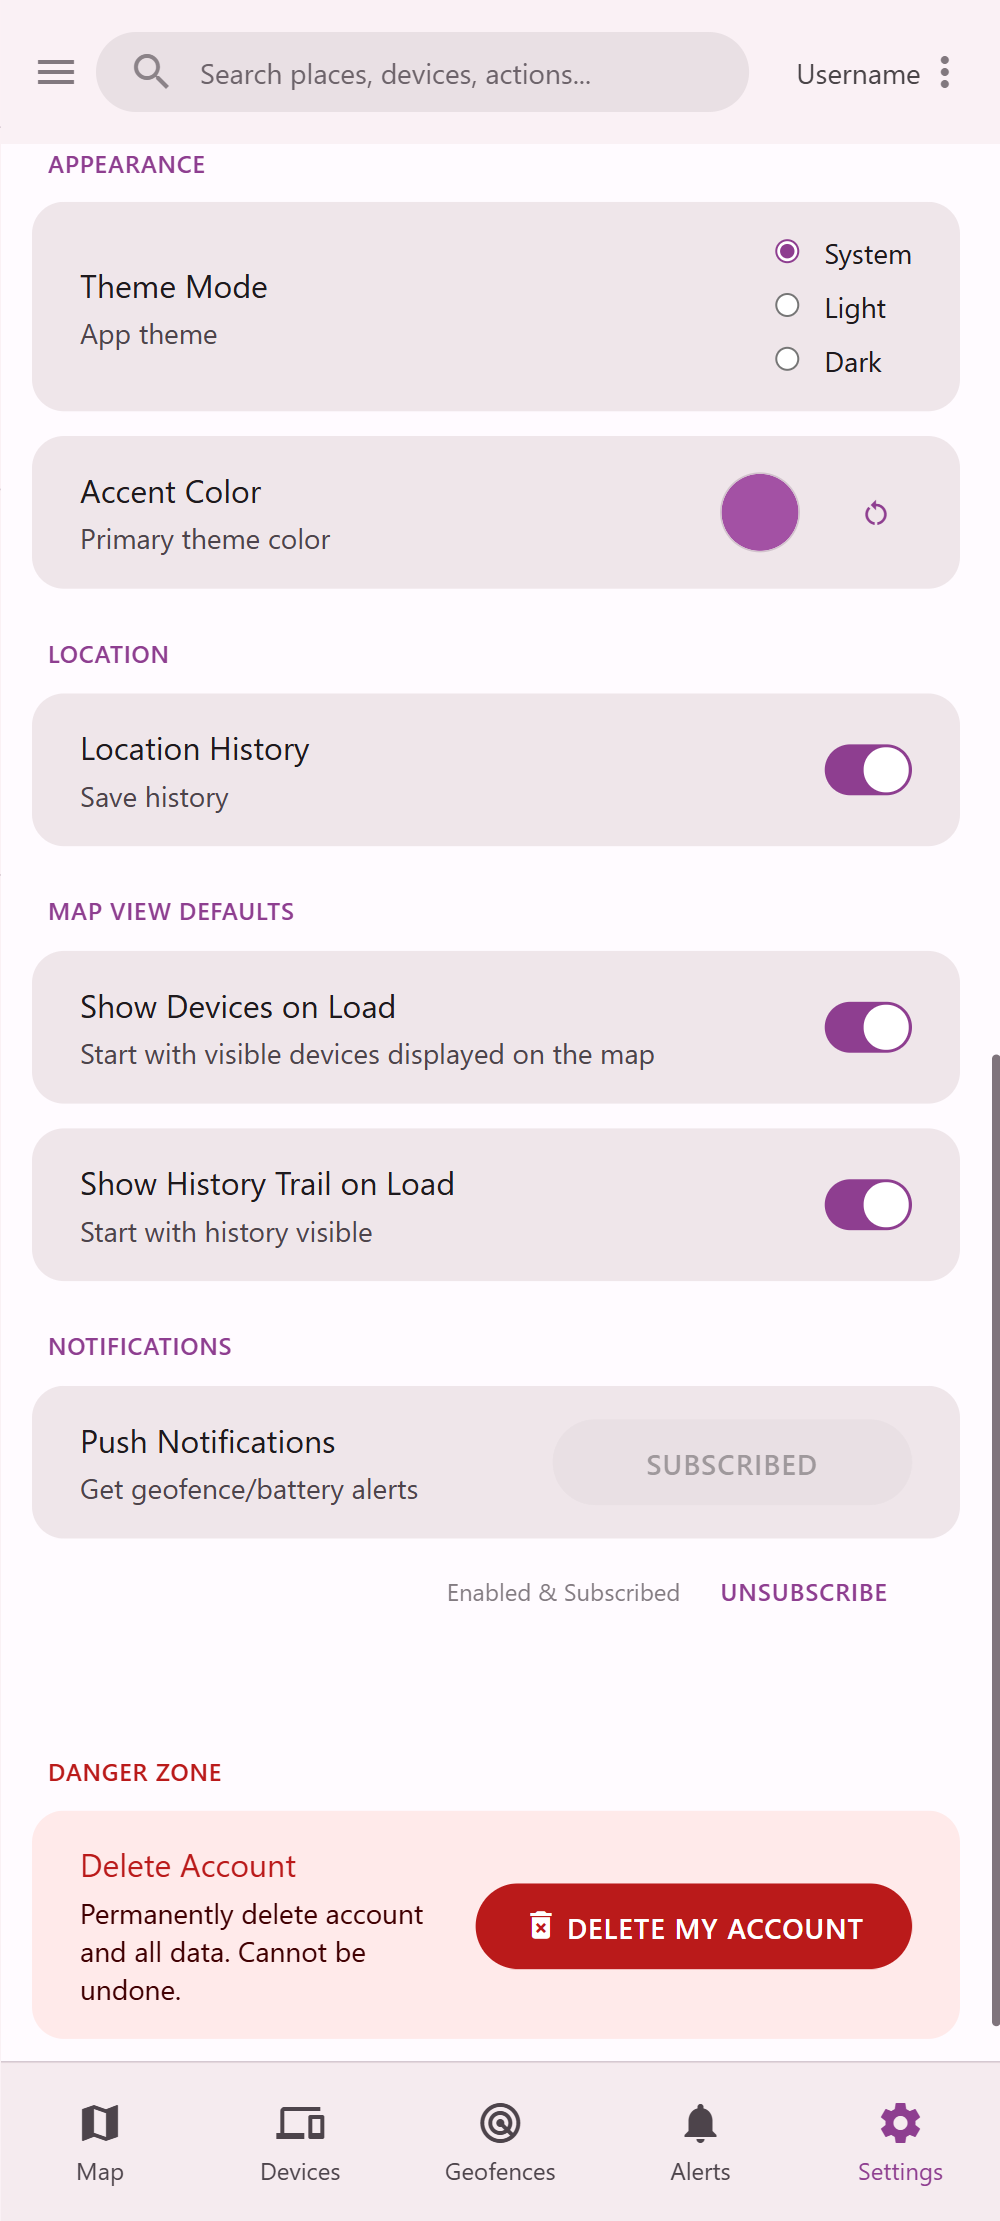 Search places, devices, actions...
Username
APPEARANCE
Theme Mode
App theme
System
Light
Dark
Accent Color
Primary theme color
LOCATION
Location History
Save history
MAP VIEW DEFAULTS
Show Devices on Load
Start with visible devices displayed on the map
Show History Trail on Load
Start with history visible
NOTIFICATIONS
Push Notifications
Get geofence/battery alerts
SUBSCRIBED
Enabled & Subscribed
UNSUBSCRIBE
DANGER ZONE
Delete Account
Permanently delete account
and all data. Cannot be
undone.
DELETE MY ACCOUNT
Map
Devices
Geofences
Alerts
Settings